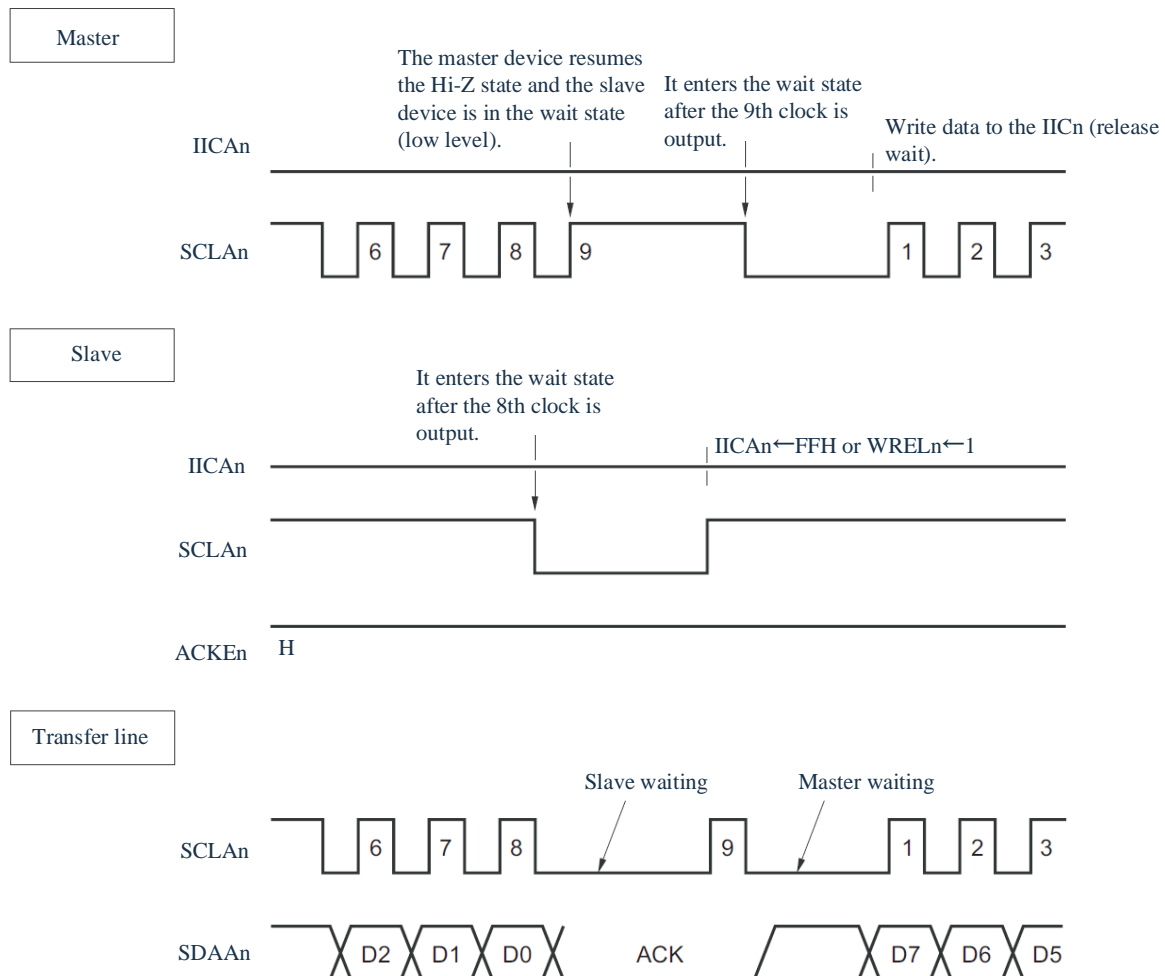 Master
The master device resumes
the Hi-Z state and the slave
device is in the wait state
(low level).
It enters the wait state
after the 9th clock is
output.
Write data to the IICn (release
wait).
IICAn
SCLAn
6 7 8 9 1 2 3
Slave
It enters the wait state
after the 8th clock is
output.
IICAn←FFH or WRELn←1
IICAn
SCLAn
ACKEn H
Transfer line
Slave waiting
Master waiting
SCLAn
6 7 8 9 1 2 3
SDAAn
D2 D1 D0 ACK D7 D6 D5